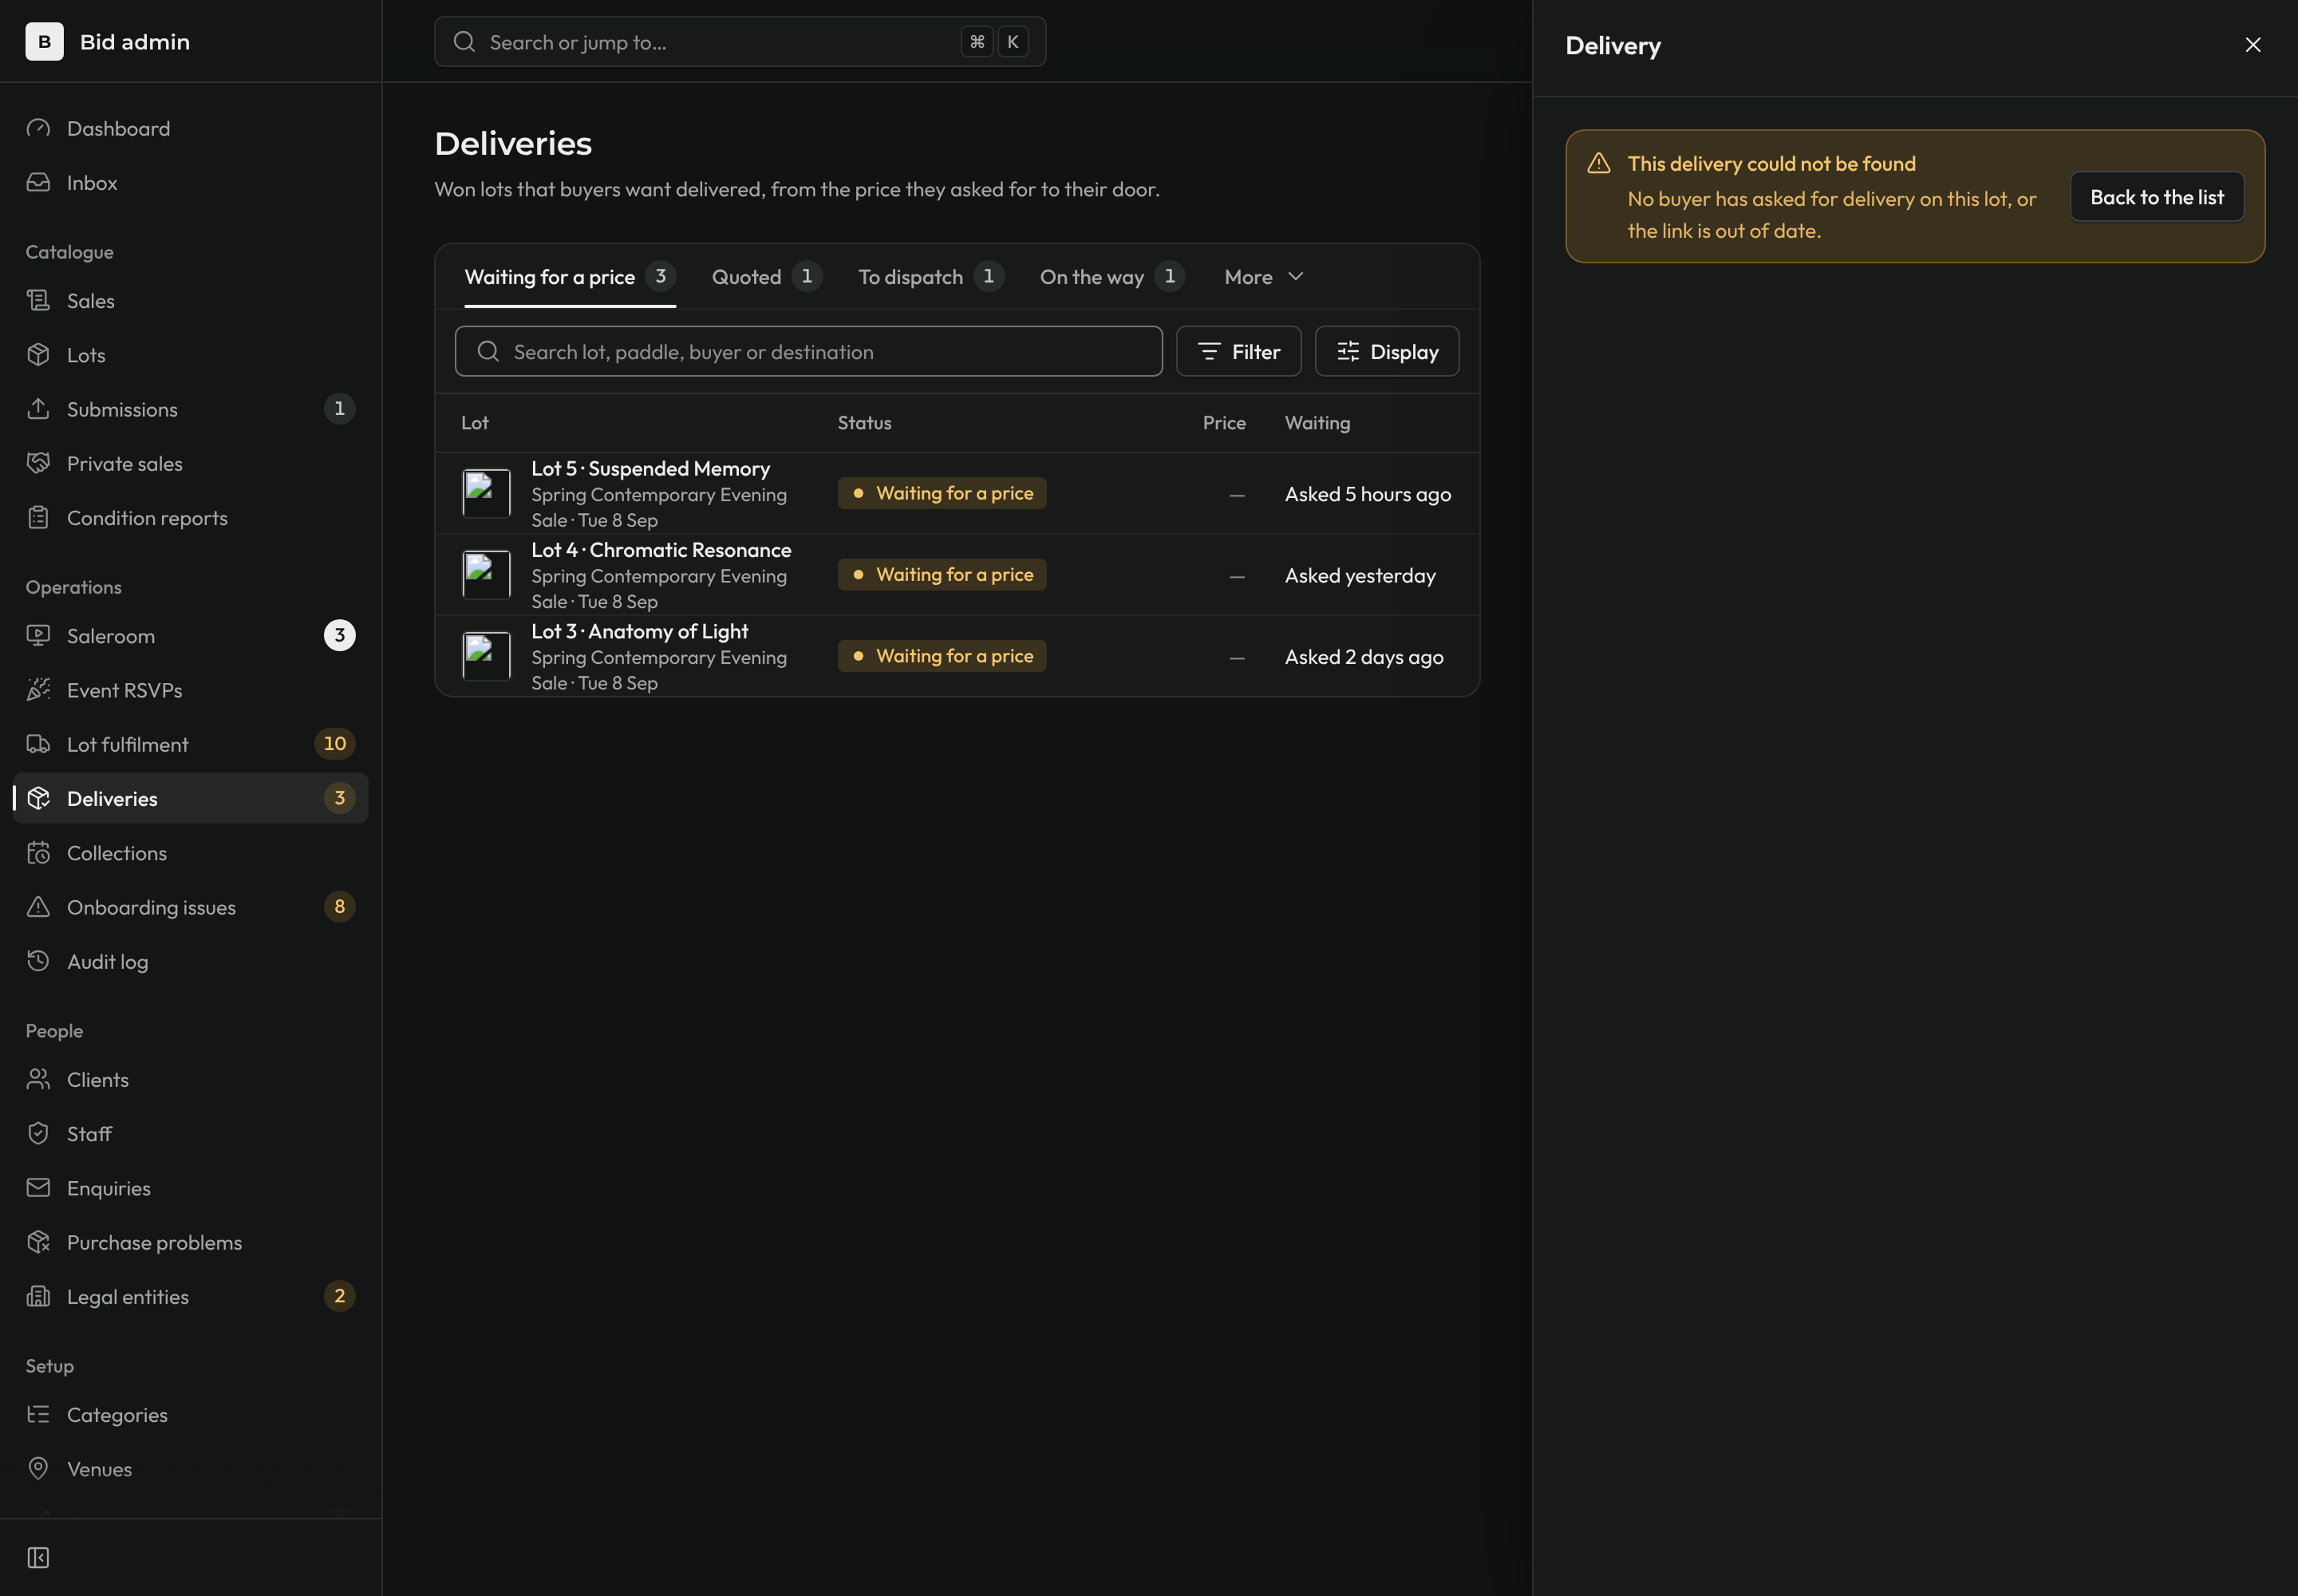 B Bid admin
Search or jump to... ⌘ K
Dashboard
Inbox
Catalogue
Sales
Lots
Submissions 1
Private sales
Condition reports
Operations
Saleroom 3
Event RSVPs
Lot fulfilment 10
Deliveries 3
Collections
Onboarding issues 8
Audit log
People
Clients
Staff
Enquiries
Purchase problems
Legal entities 2
Setup
Categories
Venues
Deliveries
Won lots that buyers want delivered, from the price they asked for to their door.
Waiting for a price 3 Quoted 1 To dispatch 1 On the way 1 More
Search lot, paddle, buyer or destination Filter Display
Lot Status Price Waiting
Lot 5 · Suspended Memory
Spring Contemporary Evening
Sale · Tue 8 Sep
Waiting for a price — Asked 5 hours ago
Lot 4 · Chromatic Resonance
Spring Contemporary Evening
Sale · Tue 8 Sep
Waiting for a price — Asked yesterday
Lot 3 · Anatomy of Light
Spring Contemporary Evening
Sale · Tue 8 Sep
Waiting for a price — Asked 2 days ago
Delivery
This delivery could not be found
No buyer has asked for delivery on this lot, or
the link is out of date.
Back to the list